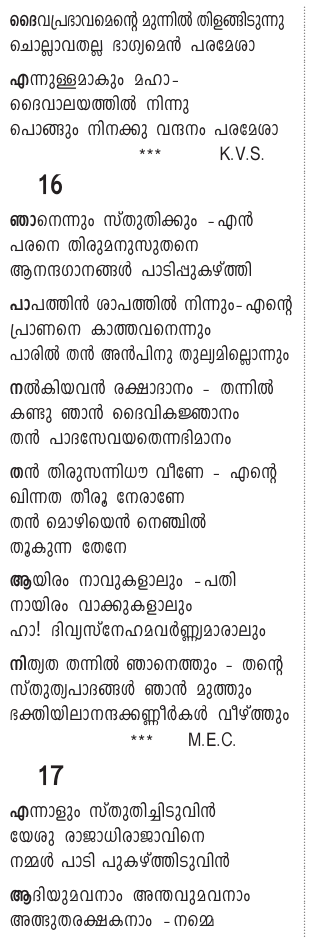 ദൈവപ്രഭാവമെന്റെ മുന്നിൽ തിളങ്ങിടുന്നു
ചൊല്ലാവതല്ല ഭാഗ്യമെൻ പരമേശാ
എന്നുള്ളമാകും മഹാ-
ദൈവാലയത്തിൽ നിന്നു
പൊങ്ങും നിനക്കു വന്ദനം പരമേശാ
*** K.V.S.
16
ഞാനെന്നും സ്തുതിക്കും -എൻ
പരനെ തിരുമനുസുതനെ
ആനന്ദഗാനങ്ങൾ പാടിപ്പുകഴ്ത്തി
പാപത്തിൻ ശാപത്തിൽ നിന്നും- എന്റെ
പ്രാണനെ കാത്തവനെന്നും
പാരിൽ തൻ അൻപിനു തുല്യമില്ലൊന്നും
നൽകിയവൻ രക്ഷാദാനം - തന്നിൽ
കണ്ടു ഞാൻ ദൈവികജ്ഞാനം
തൻ പാദസേവയതെന്നഭിമാനം
തൻ തിരുസന്നിധൗ വീണേ - എന്റെ
ഖിന്നത തീരൂ നേരാണേ
തൻ മൊഴിയെൻ നെഞ്ചിൽ
തൂകുന്ന തേനേ
ആയിരം നാവുകളാലും -പതി
നായിരം വാക്കുകളാലും
ഹാ! ദിവ്യസ്നേഹമവർണ്ണ്യമാരാലും
നിത്യത തന്നിൽ ഞാനെത്തും - തന്റെ
സ്തുത്യപാദങ്ങൾ ഞാൻ മുത്തും
ഭക്തിയിലാനന്ദക്കണ്ണീർകൾ വീഴ്ത്തും
*** M.E.C.
17
എന്നാളും സ്തുതിച്ചിടുവിൻ
യേശു രാജാധിരാജാവിനെ
നമ്മൾ പാടി പുകഴ്ത്തിടുവിൻ
ആദിയുമവനാം അന്തവുമവനാം
അത്ഭുതരക്ഷകനാം -നമ്മെ